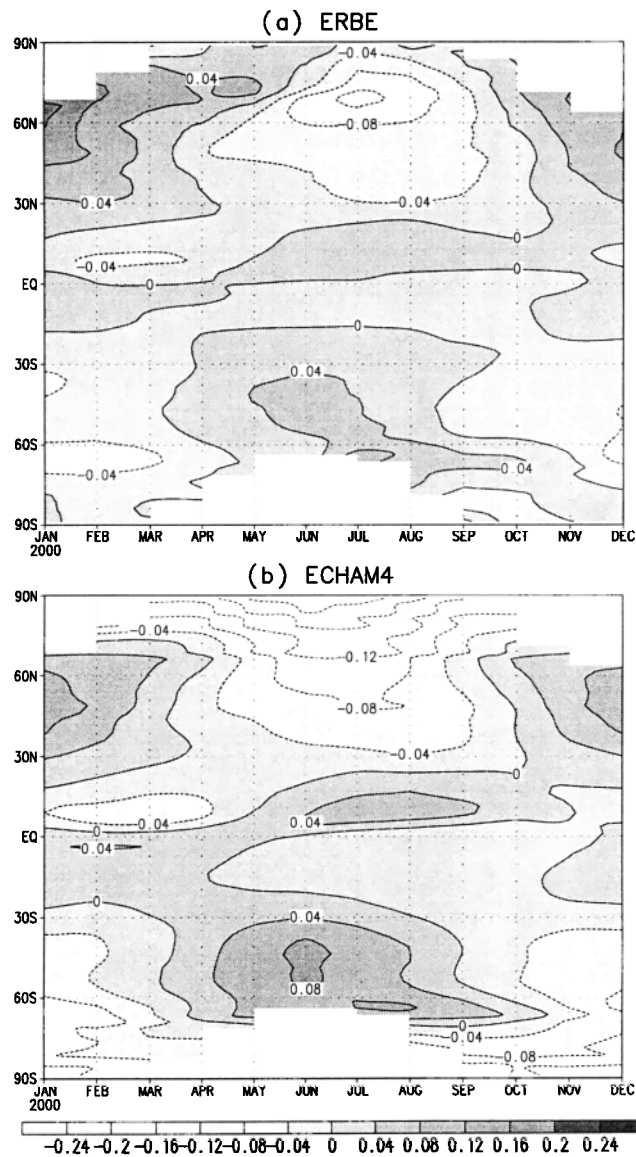 (a) ERBE
90N
-0.04
0.04
60N
-0.08
0.04
-0.04
30N
0
-0.04
EQ
0
0
30S
0.04
60S
-0.04
0.04
90S
JAN FEB MAR APR MAY JUN JUL AUG SEP OCT NOV DEC
2000
(b) ECHAM4
90N
-0.04
-0.12
60N
-0.08
30N
-0.04
0
-0.04
0.04
EQ
0
0.04
0
30S
0.04
60S
0.08
0
-0.04
-0.08
90S
JAN FEB MAR APR MAY JUN JUL AUG SEP OCT NOV DEC
2000
-0.24 -0.2 -0.16 -0.12 -0.08 -0.04 0 0.04 0.08 0.12 0.16 0.2 0.24